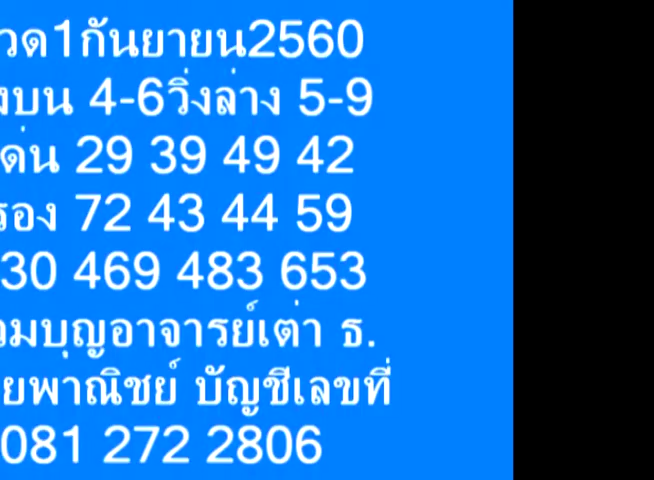 วด1กันยายน2560
งบน 4-6วิ่งล่าง 5-9
ด่น 29 39 49 42
รอง 72 43 44 59
30 469 483 653
วมบุญอาจารย์เต่า ธ.
ยพาณิชย์ บัญชีเลขที่
081 272 2806